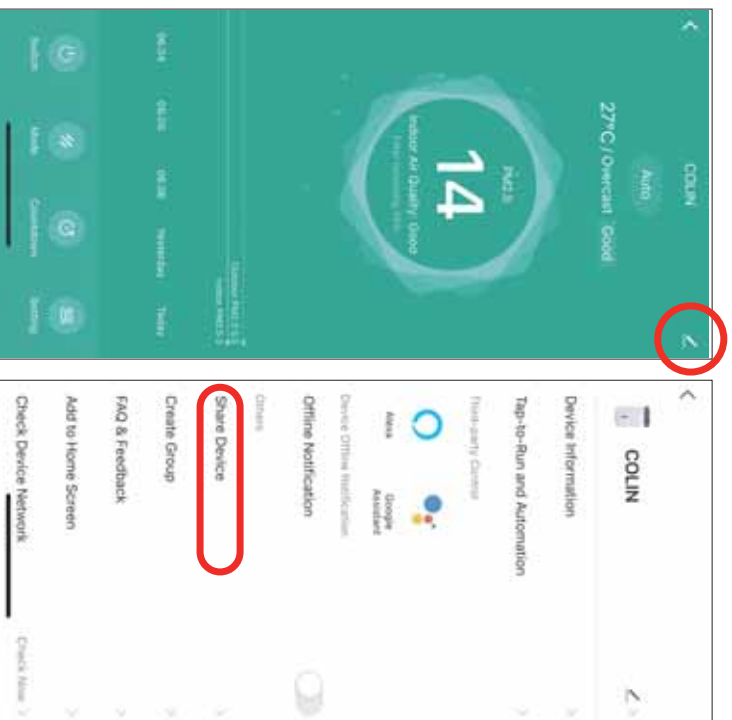 COLIN
Auto
27°C / Overcast Good
PM2.5
14
Indoor Air Quality: Good
Yesterday Today
Switch Mode Countdown Setting
COLIN
Device Information
Tap-to-Run and Automation
Third-party Control
Alexa
Google Assistant
Device Offline Notification
Offline Notification
Others
Share Device
Create Group
FAQ & Feedback
Add to Home Screen
Check Device Network Check Now